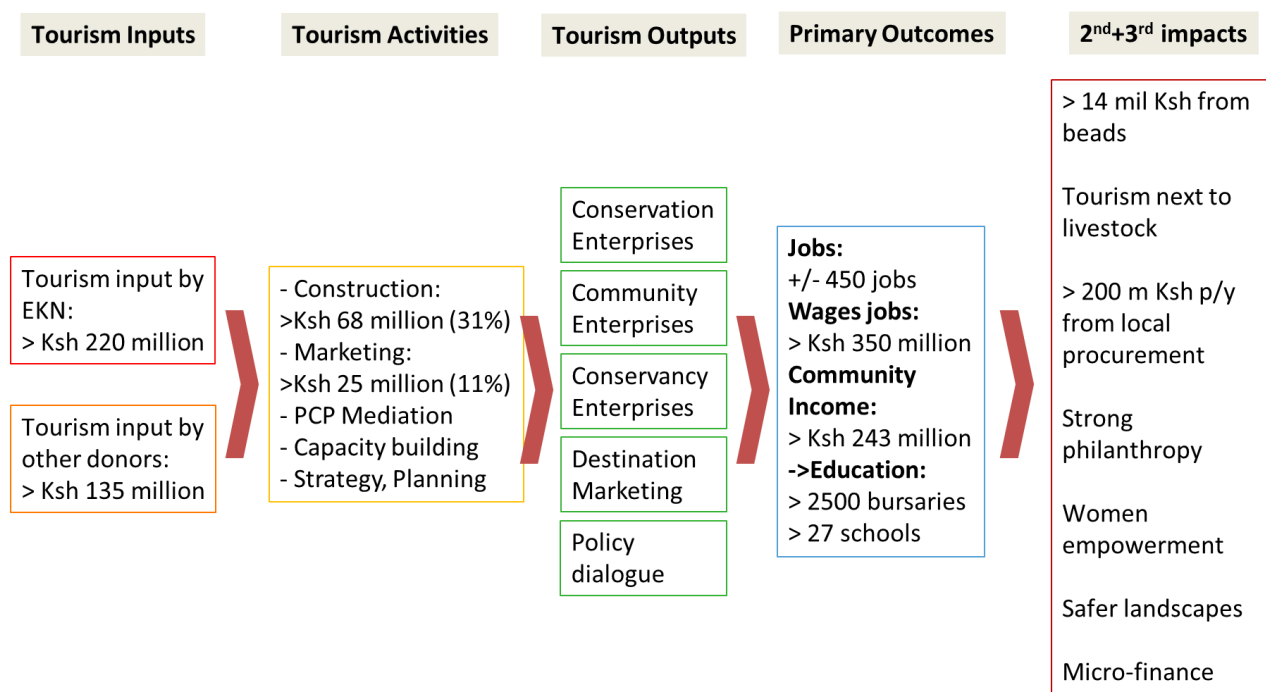 Tourism Inputs
Tourism Activities
Tourism Outputs
Primary Outcomes
2nd+3rd impacts
Tourism input by
EKN:
> Ksh 220 million
Tourism input by
other donors:
> Ksh 135 million
- Construction:
>Ksh 68 million (31%)
- Marketing:
>Ksh 25 million (11%)
- PCP Mediation
- Capacity building
- Strategy, Planning
Conservation
Enterprises
Community
Enterprises
Conservancy
Enterprises
Destination
Marketing
Policy
dialogue
Jobs:
+/- 450 jobs
Wages jobs:
> Ksh 350 million
Community
Income:
> Ksh 243 million
->Education:
> 2500 bursaries
> 27 schools
> 14 mil Ksh from
beads
Tourism next to
livestock
> 200 m Ksh p/y
from local
procurement
Strong
philanthropy
Women
empowerment
Safer landscapes
Micro-finance